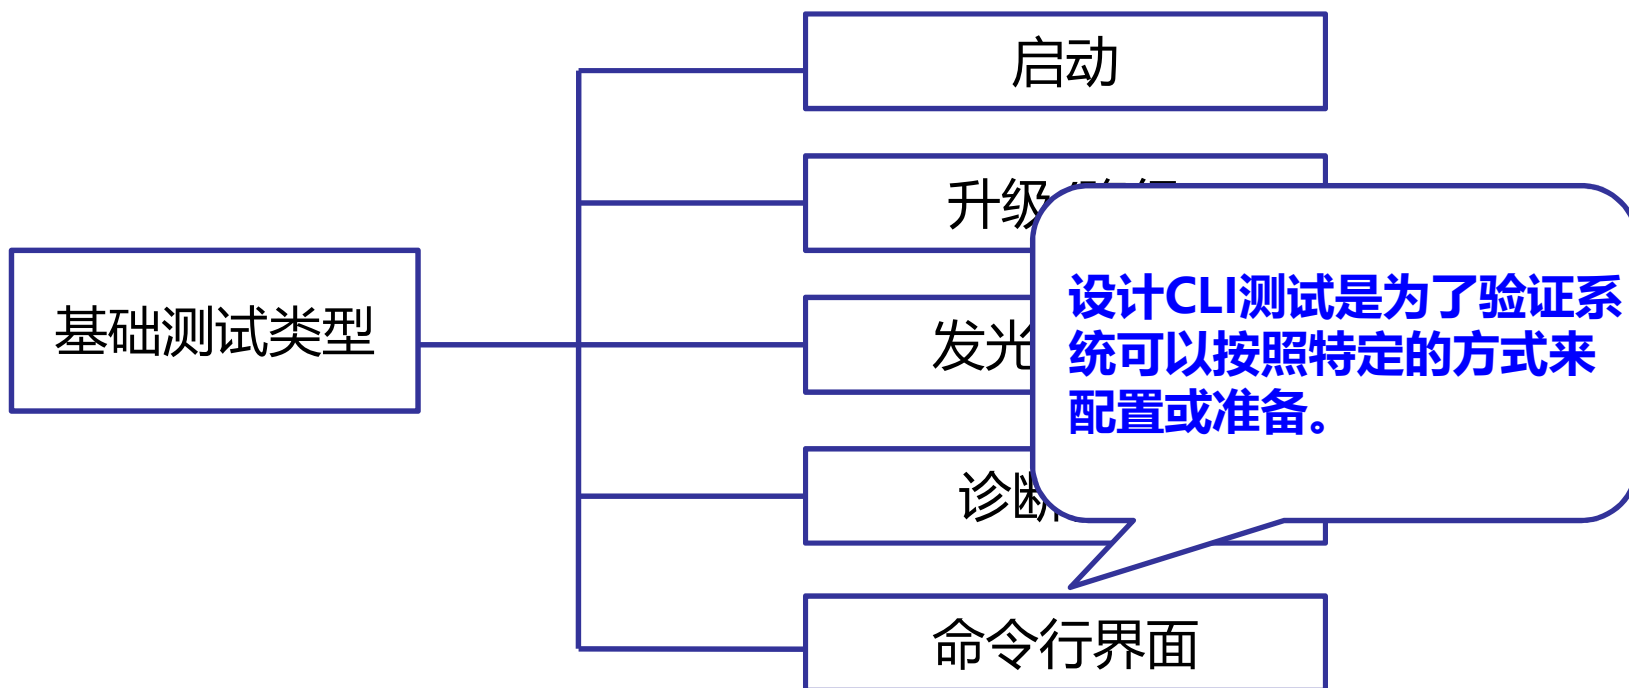 启动
升级
基础测试类型
发光
诊断
命令行界面
设计CLI测试是为了验证系
统可以按照特定的方式来
配置或准备。